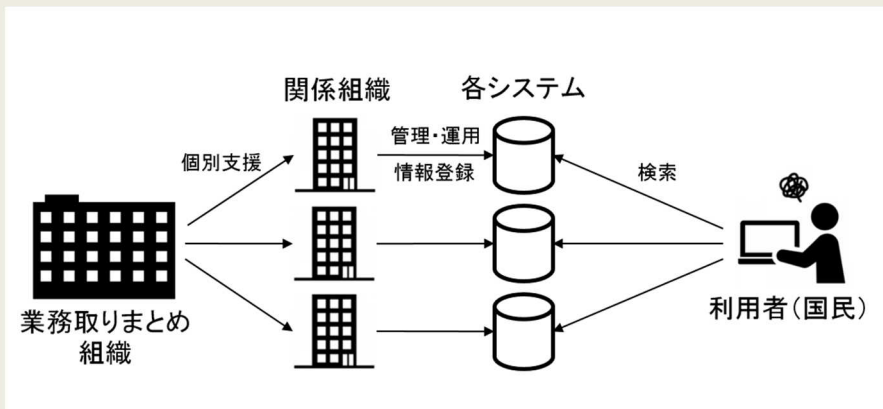 関係組織
各システム
個別支援
管理・運用
情報登録
検索
業務取りまとめ
組織
利用者(国民)